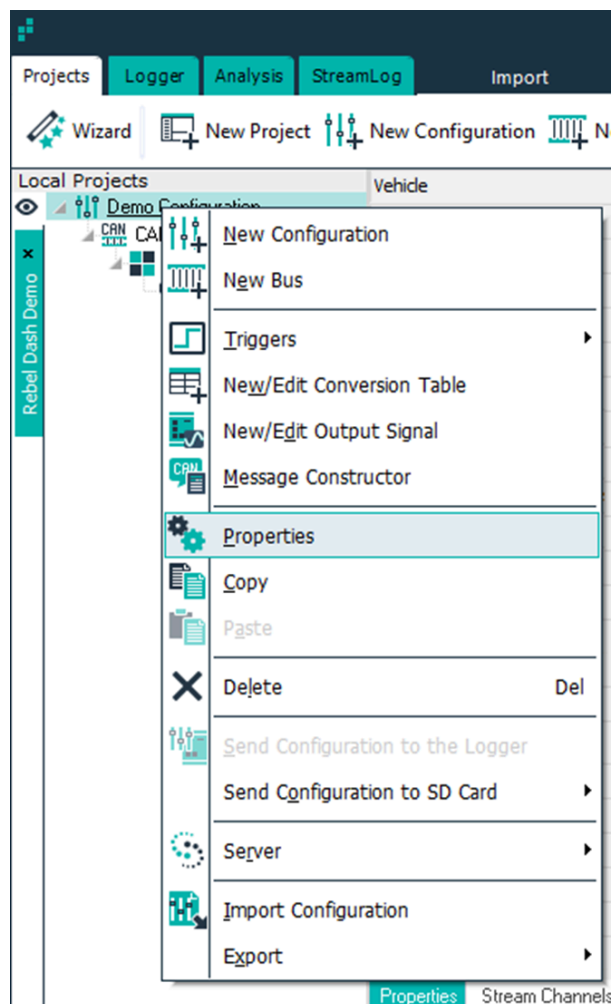 Projects Logger Analysis StreamLog Import
Wizard New Project New Configuration
Local Projects Vehicle
Demo Configuration
CAN
Rebel Dash Demo
New Configuration
New Bus
Triggers
New/Edit Conversion Table
New/Edit Output Signal
CAN
Message Constructor
Properties
Copy
Paste
Delete Del
Send Configuration to the Logger
Send Configuration to SD Card
Server
Import Configuration
Export
Properties Stream Channels